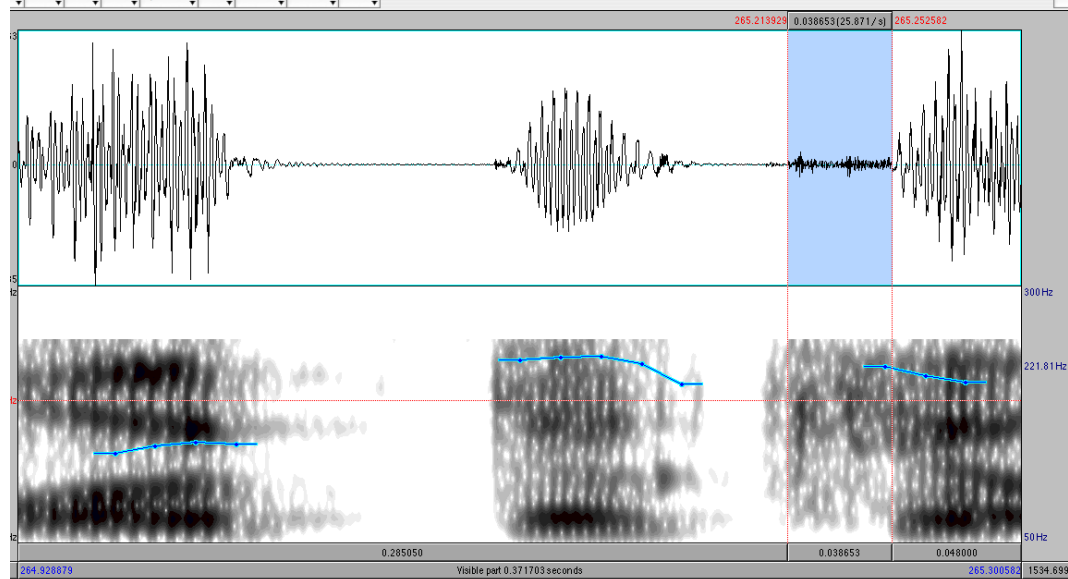 265.213929 0.038653 (25.871 / s) 265.252582
0
300 Hz
221.81 Hz
50 Hz
0.285050 0.038653 0.048000
264.928879 Visible part 0.371703 seconds 265.300582 1534.699